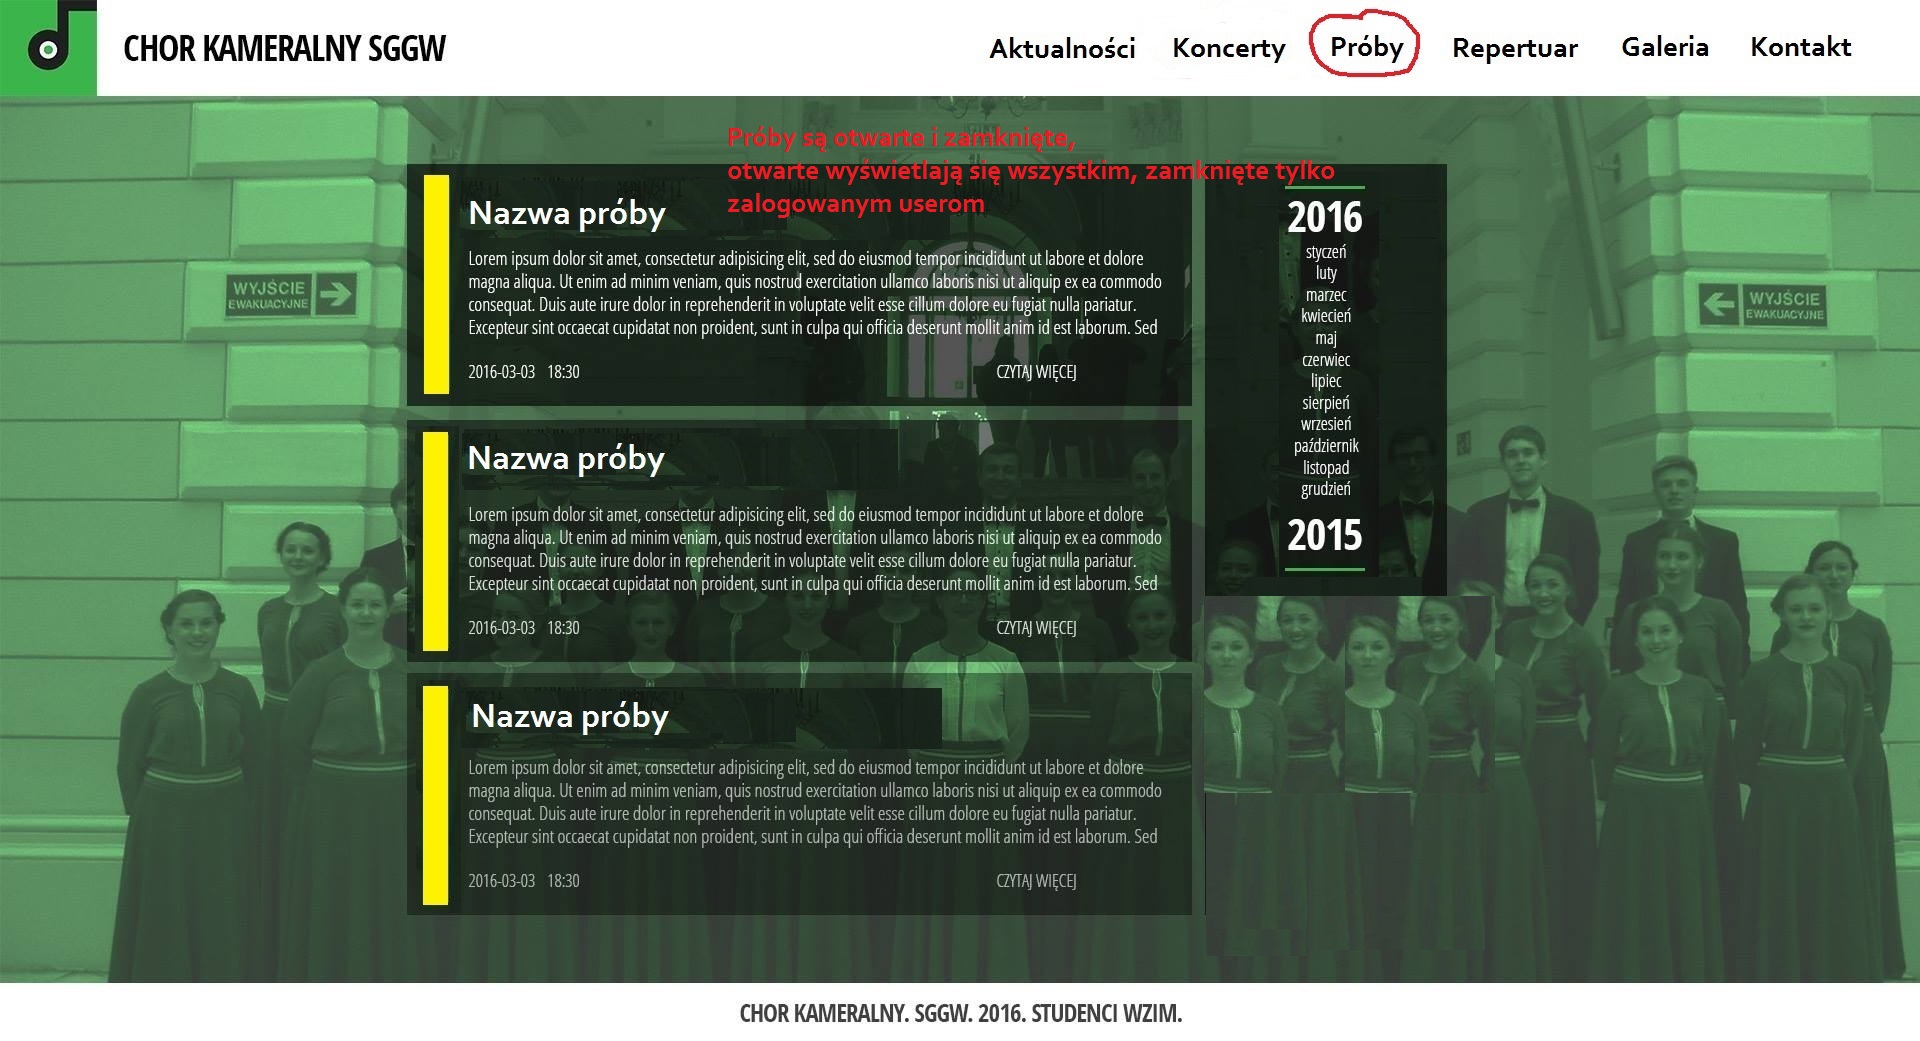 CHOR KAMERALNY SGGW
Aktualności Koncerty Próby Repertuar Galeria Kontakt
Próby są otwarte i zamknięte,
otwarte wyświetlają się wszystkim, zamknięte tylko
zalogowanym userom
Nazwa próby
Lorem ipsum dolor sit amet, consectetur adipisicing elit, sed do eiusmod tempor incididunt ut labore et dolore
magna aliqua. Ut enim ad minim veniam, quis nostrud exercitation ullamco laboris nisi ut aliquip ex ea commodo
consequat. Duis aute irure dolor in reprehenderit in voluptate velit esse cillum dolore eu fugiat nulla pariatur.
Excepteur sint occaecat cupidatat non proident, sunt in culpa qui officia deserunt mollit anim id est laborum. Sed
2016-03-03 18:30 CZYTAJ WIĘCEJ
Nazwa próby
Lorem ipsum dolor sit amet, consectetur adipisicing elit, sed do eiusmod tempor incididunt ut labore et dolore
magna aliqua. Ut enim ad minim veniam, quis nostrud exercitation ullamco laboris nisi ut aliquip ex ea commodo
consequat. Duis aute irure dolor in reprehenderit in voluptate velit esse cillum dolore eu fugiat nulla pariatur.
Excepteur sint occaecat cupidatat non proident, sunt in culpa qui officia deserunt mollit anim id est laborum. Sed
2016-03-03 18:30 CZYTAJ WIĘCEJ
Nazwa próby
Lorem ipsum dolor sit amet, consectetur adipisicing elit, sed do eiusmod tempor incididunt ut labore et dolore
magna aliqua. Ut enim ad minim veniam, quis nostrud exercitation ullamco laboris nisi ut aliquip ex ea commodo
consequat. Duis aute irure dolor in reprehenderit in voluptate velit esse cillum dolore eu fugiat nulla pariatur.
Excepteur sint occaecat cupidatat non proident, sunt in culpa qui officia deserunt mollit anim id est laborum. Sed
2016-03-03 18:30 CZYTAJ WIĘCEJ
2016
styczeń
luty
marzec
kwiecień
maj
czerwiec
lipiec
sierpień
wrzesień
październik
listopad
grudzień
2015
WYJŚCIE
EWAKUACYJNE
WYJŚCIE
EWAKUACYJNE
CHOR KAMERALNY. SGGW. 2016. STUDENCI WZIM.